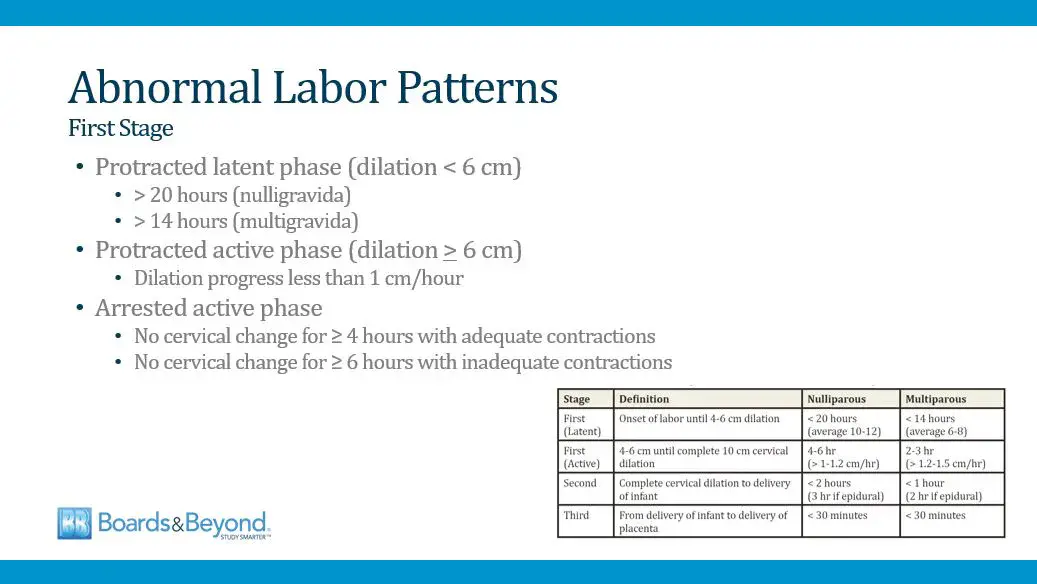 Abnormal Labor Patterns
First Stage
• Protracted latent phase (dilation < 6 cm)
• > 20 hours (nulligravida)
• > 14 hours (multigravida)
• Protracted active phase (dilation ≥ 6 cm)
• Dilation progress less than 1 cm/hour
• Arrested active phase
• No cervical change for ≥ 4 hours with adequate contractions
• No cervical change for ≥ 6 hours with inadequate contractions
Stage Definition Nulliparous Multiparous
First Onset of labor until 4-6 cm dilation < 20 hours < 14 hours
(Latent) (average 10-12) (average 6-8)
First 4-6 cm until complete 10 cm cervical 4-6 hr 2-3 hr
(Active) dilation (> 1-1.2 cm/hr) (> 1.2-1.5 cm/hr)
Second Complete cervical dilation to delivery < 2 hours < 1 hour
of infant (3 hr if epidural) (2 hr if epidural)
Third From delivery of infant to delivery of < 30 minutes < 30 minutes
placenta
BB Boards&Beyond.
STUDY SMARTER™